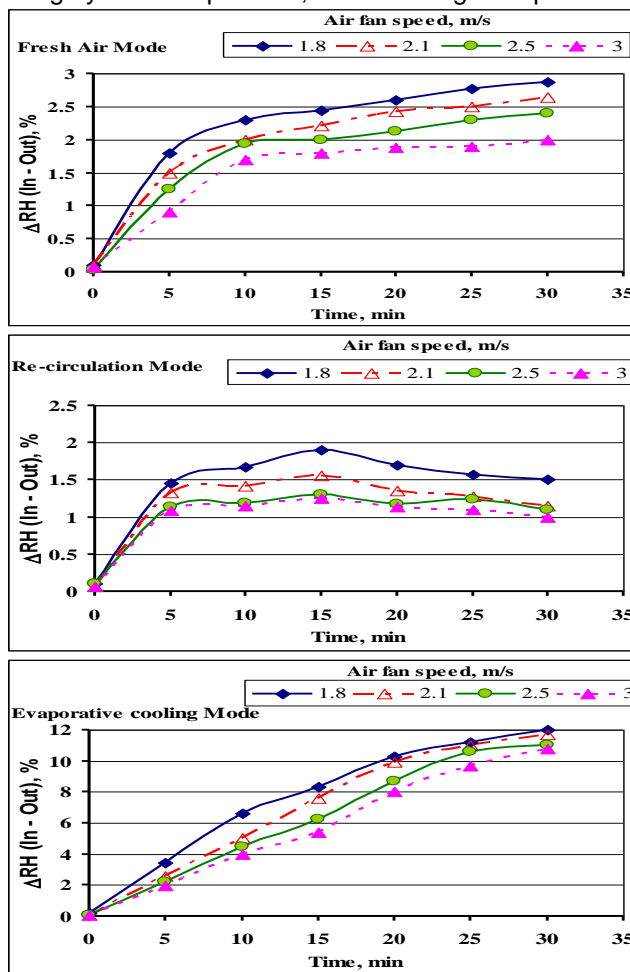 Air fan speed, m/s
Fresh Air Mode
1.8 2.1 2.5 3
3
2.5
2
1.5
1
0.5
0
ΔRH (In - Out), %
0 5 10 15 20 25 30 35
Time, min
Air fan speed, m/s
Re-circulation Mode
1.8 2.1 2.5 3
2.5
2
1.5
1
0.5
0
ΔRH (In - Out), %
0 5 10 15 20 25 30 35
Time, min
Air fan speed, m/s
1.8 2.1 2.5 3
Evaporative cooling Mode
12
10
8
6
4
2
0
ΔRH (In - Out), %
0 5 10 15 20 25 30 35
Time, min